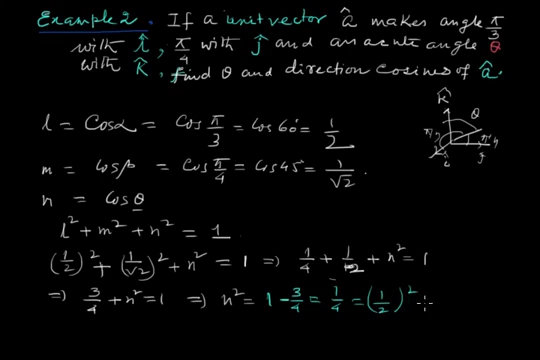 Example 2. If a unit vector â makes angle π/3
with î, π/4 with ĵ and an acute angle θ
with k̂, find θ and direction cosines of â.
l = Cosα = Cos π/3 = Cos 60° = 1/2
m = Cosβ = Cos π/4 = Cos 45° = 1/√2.
n = Cosθ
l² + m² + n² = 1
(1/2)² + (1/√2)² + n² = 1 ⇒ 1/4 + 1/2 + n² = 1
⇒ 3/4 + n² = 1 ⇒ n² = 1 - 3/4 = 1/4 = (1/2)²
k̂
θ